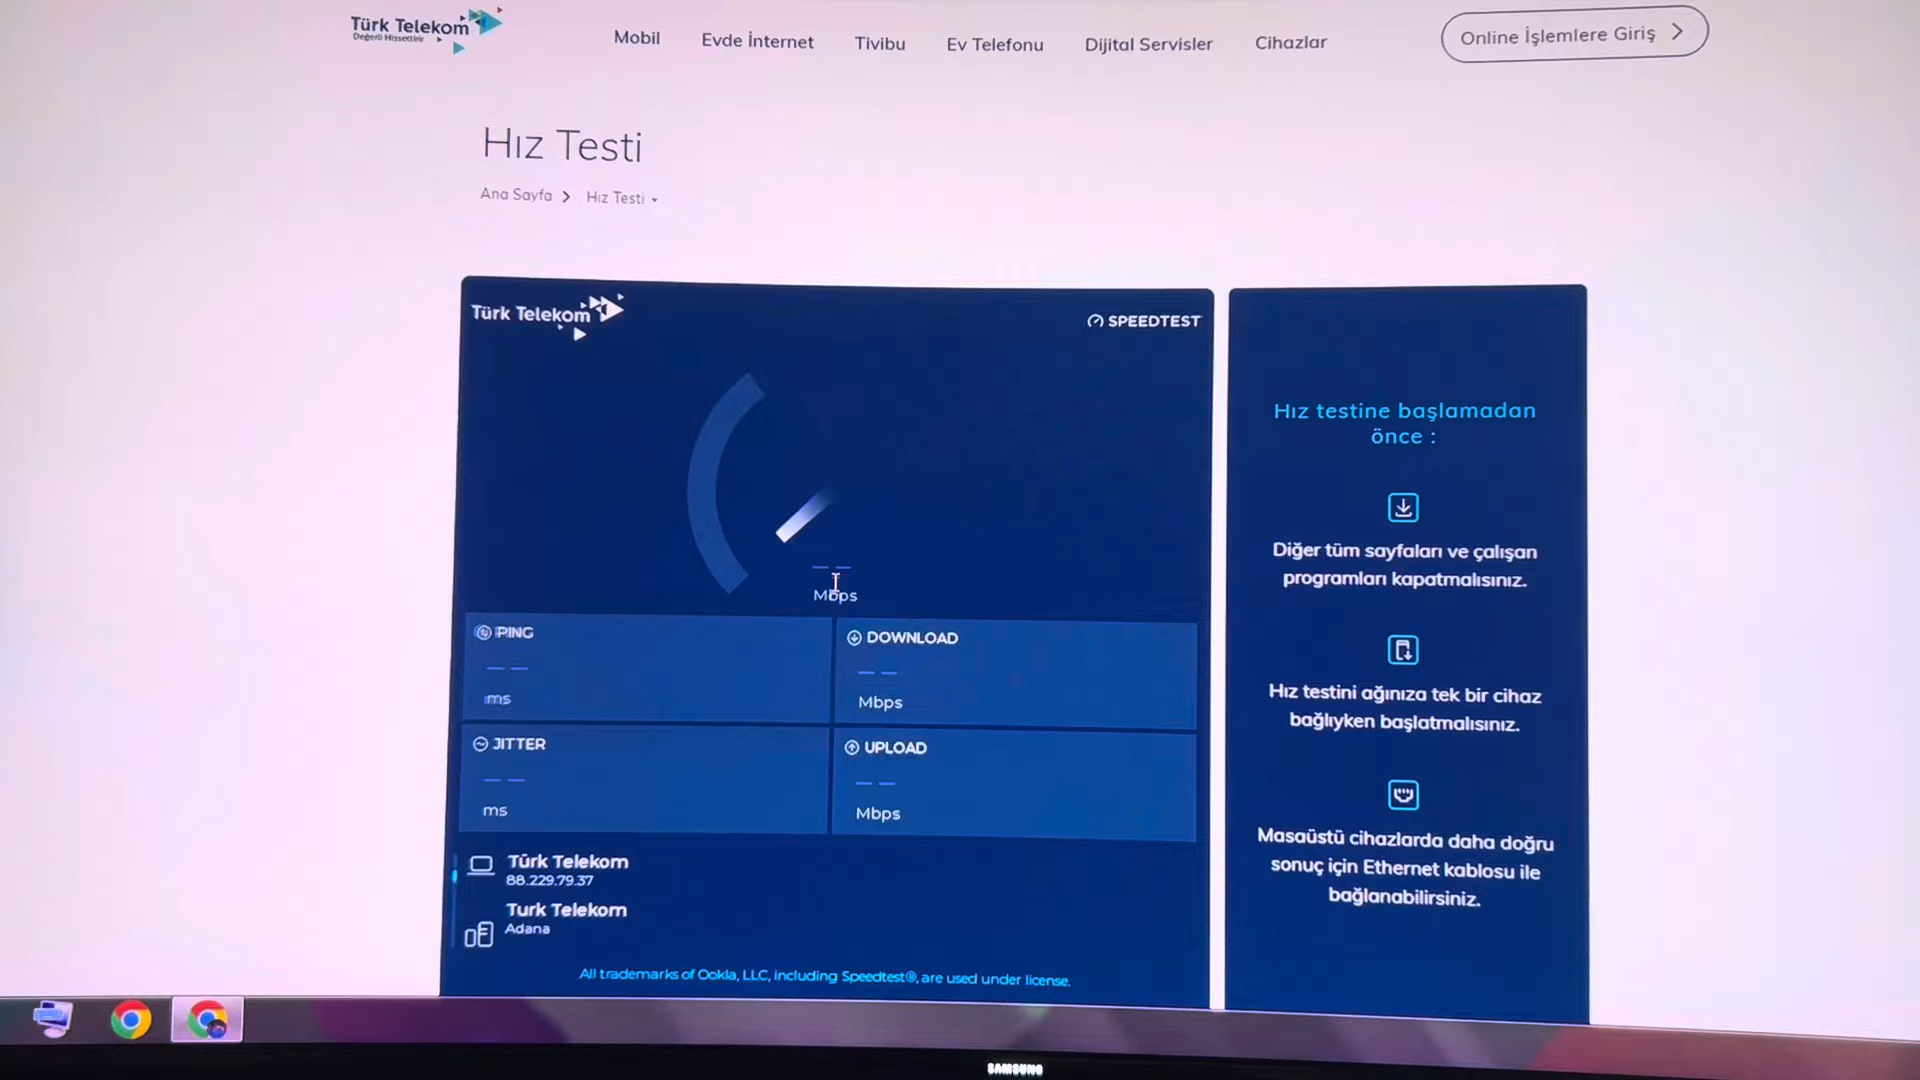 Türk Telekom
Değerli Hissettirir
Mobil
Evde İnternet
Tivibu
Ev Telefonu
Dijital Servisler
Cihazlar
Online İşlemlere Giriş
Hız Testi
Ana Sayfa > Hız Testi
Türk Telekom
SPEEDTEST
Mbps
PING
ms
DOWNLOAD
Mbps
JITTER
ms
UPLOAD
Mbps
Türk Telekom
88.229.79.37
Turk Telekom
Adana
All trademarks of Ookla, LLC, including Speedtest®, are used under license.
Hız testine başlamadan
önce :
Diğer tüm sayfaları ve çalışan
programları kapatmalısınız.
Hız testini ağınıza tek bir cihaz
bağlıyken başlatmalısınız.
Masaüstü cihazlarda daha doğru
sonuç için Ethernet kablosu ile
bağlanabilirsiniz.
SAMSUNG